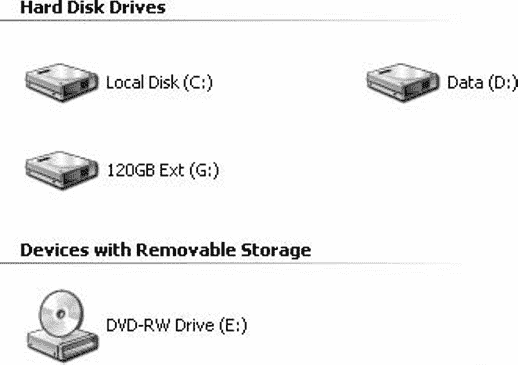 Hard Disk Drives
Local Disk (C:)
Data (D:)
120GB Ext (G:)
Devices with Removable Storage
DVD-RW Drive (E:)